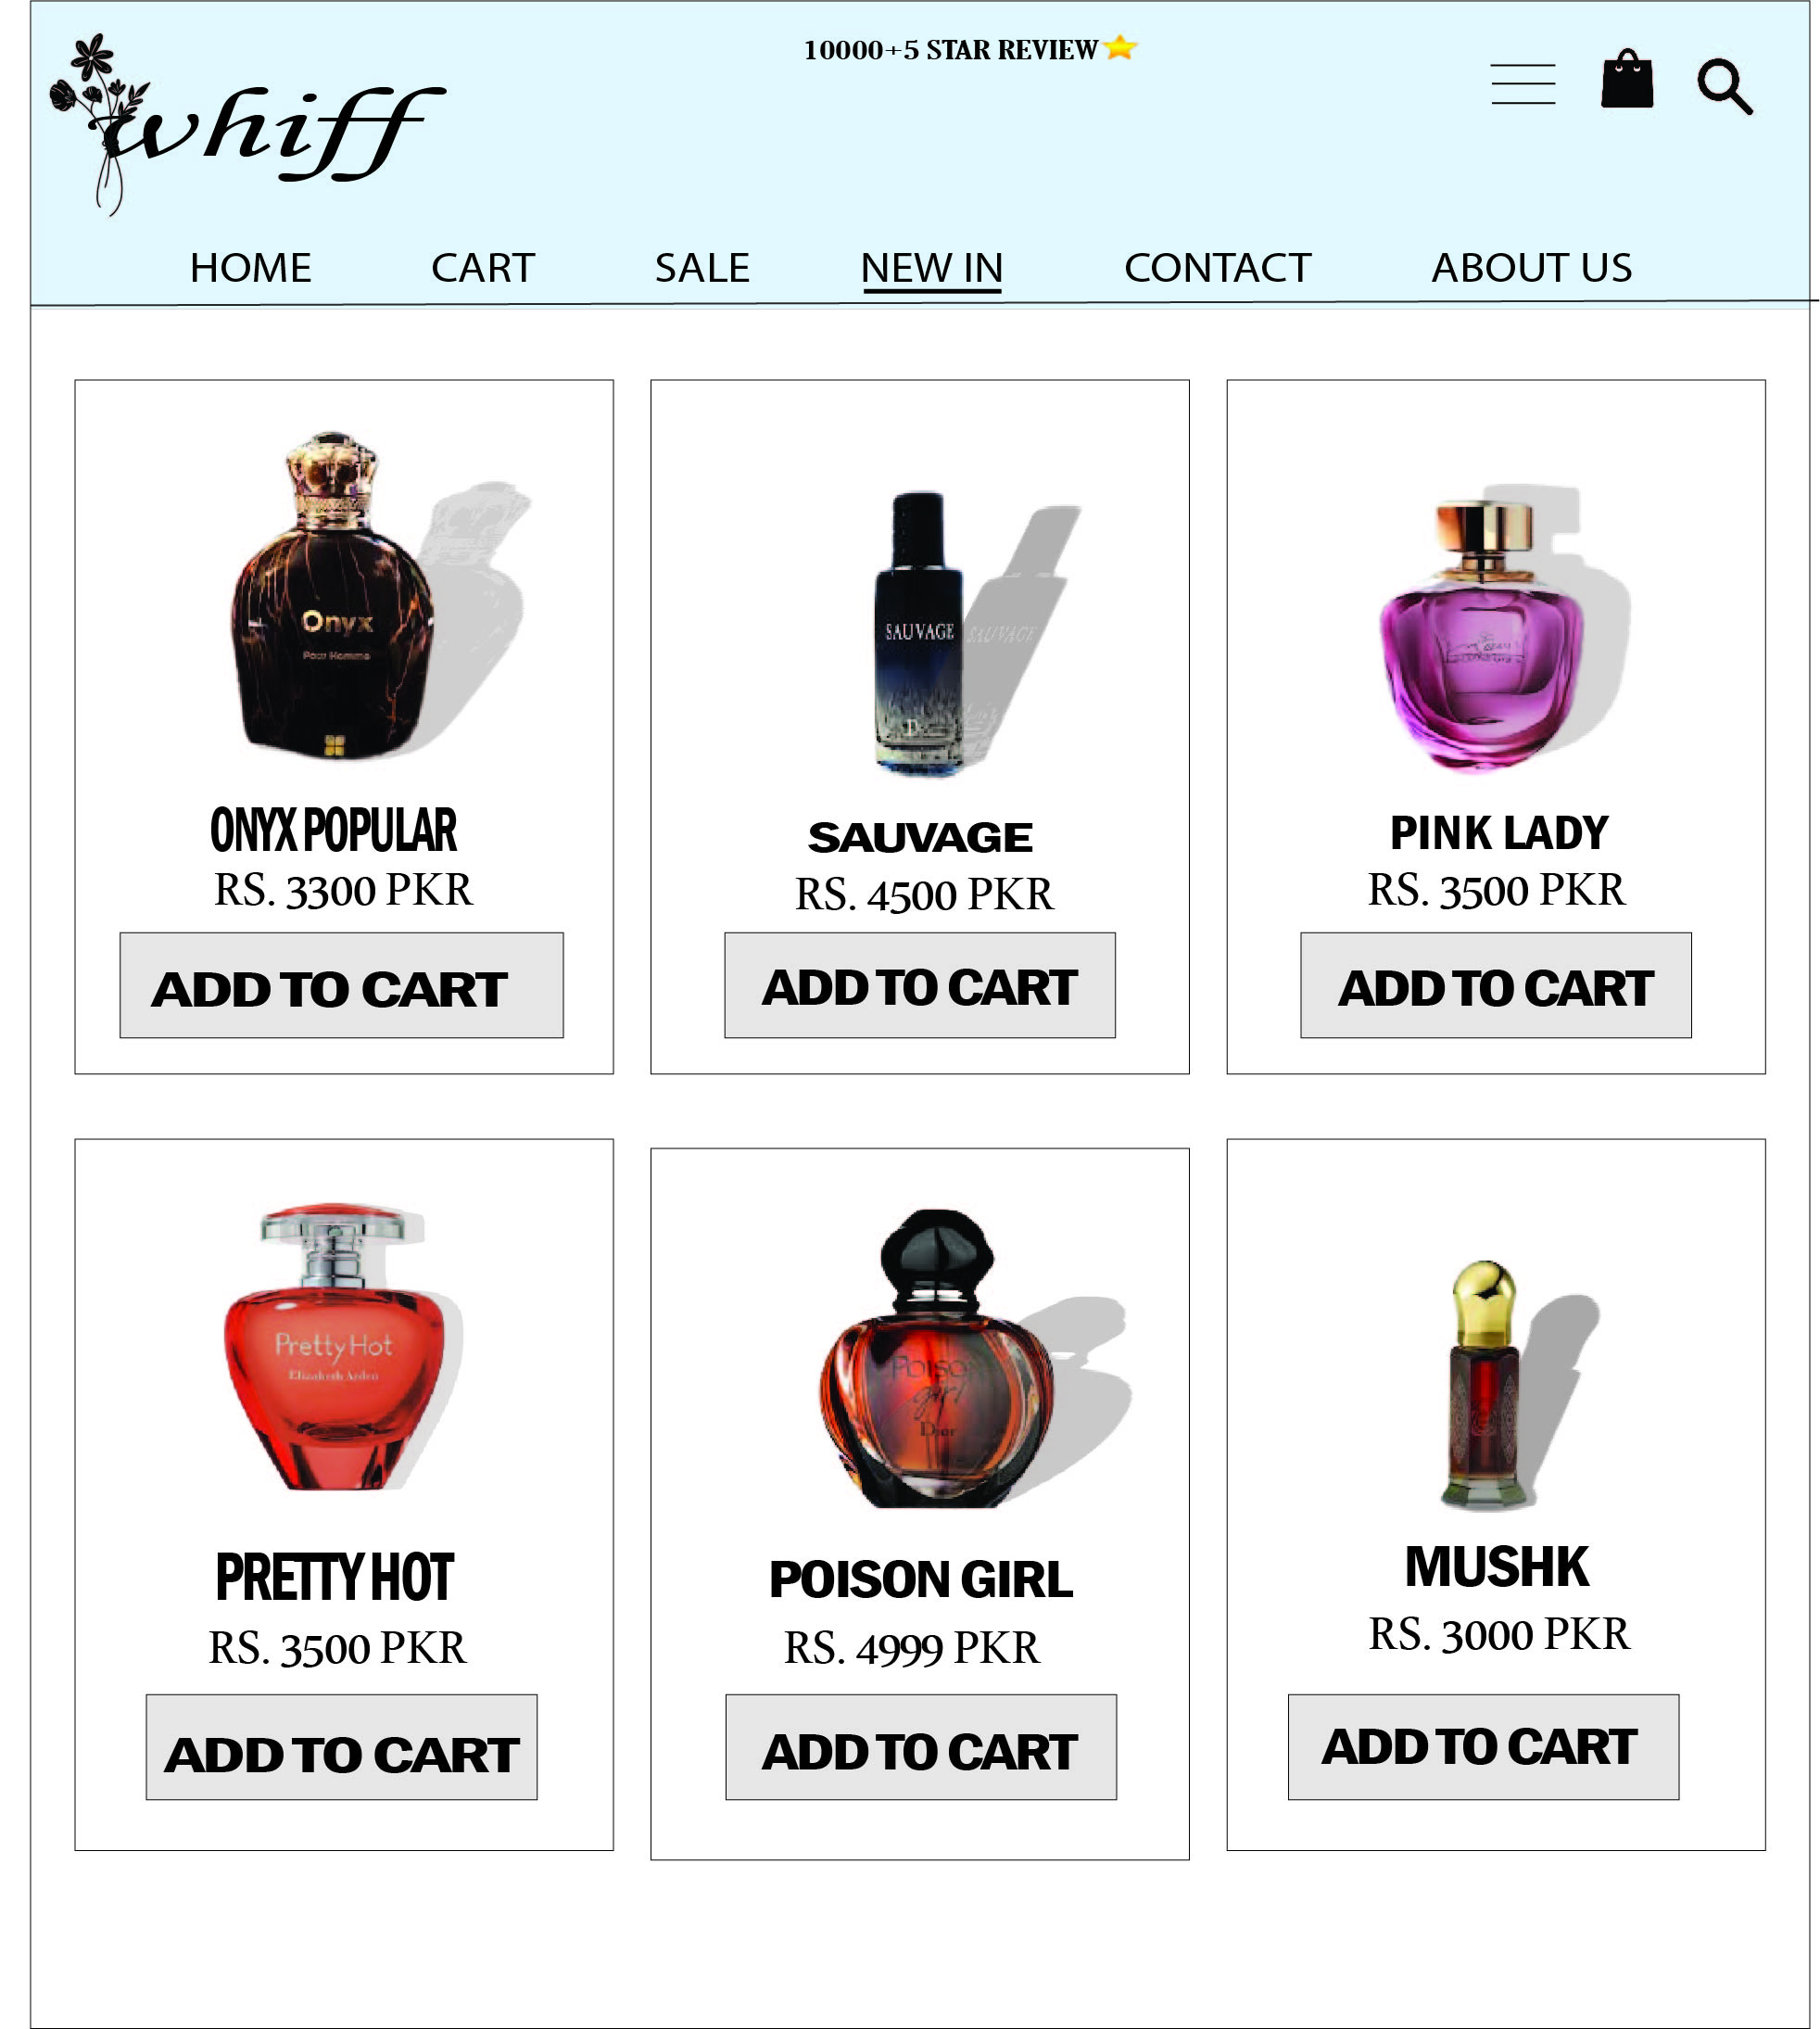 10000+5 STAR REVIEW
whiff
HOME CART SALE NEW IN CONTACT ABOUT US
Onyx
Pour Homme
SAUVAGE
SAUVAGE
ONYX POPULAR
RS. 3300 PKR
ADD TO CART
SAUVAGE
RS. 4500 PKR
ADD TO CART
PINK LADY
RS. 3500 PKR
ADD TO CART
Pretty Hot
Elizabeth Arden
POISON
girl
Dior
PRETTY HOT
RS. 3500 PKR
ADD TO CART
POISON GIRL
RS. 4999 PKR
ADD TO CART
MUSHK
RS. 3000 PKR
ADD TO CART